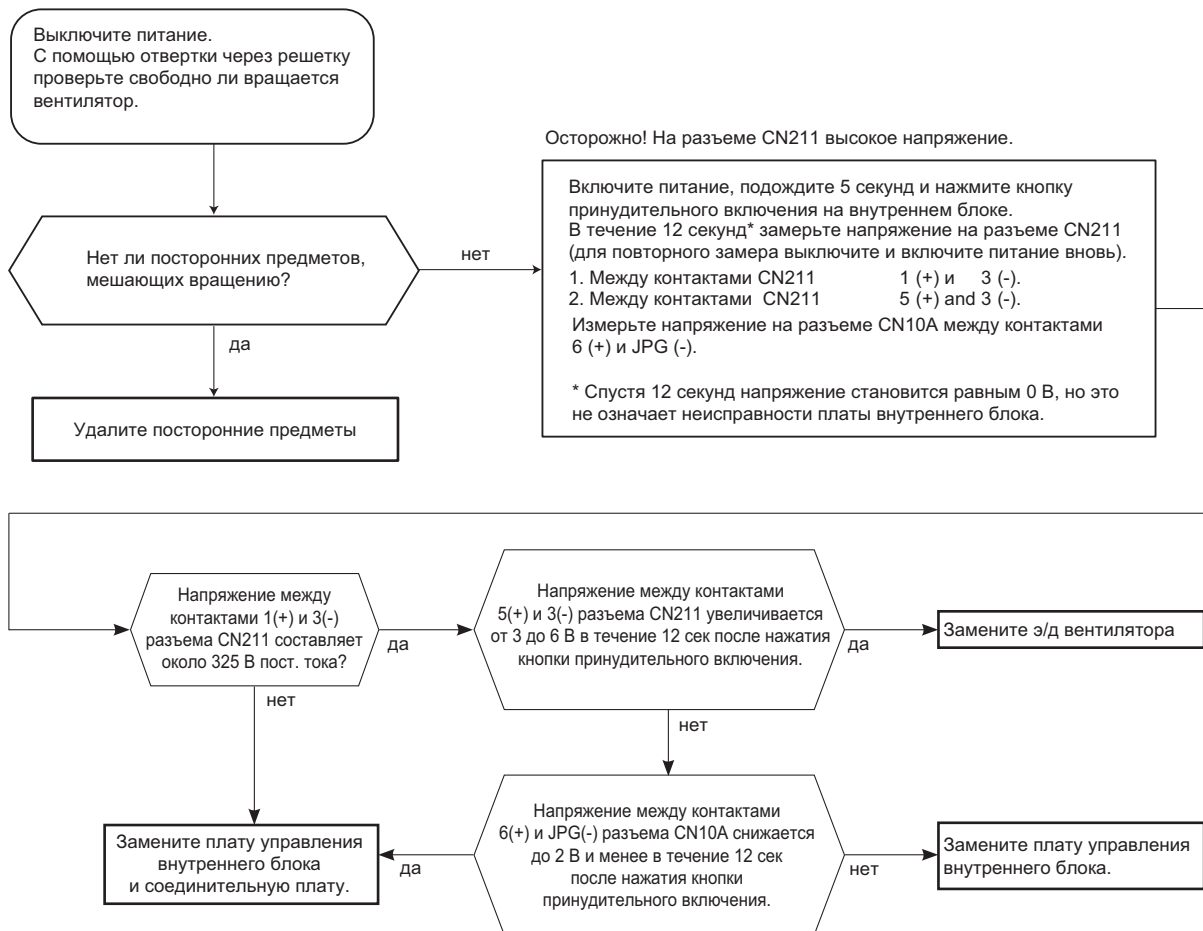 Выключите питание.
С помощью отвертки через решетку
проверьте свободно ли вращается
вентилятор.
Нет ли посторонних предметов,
мешающих вращению?
нет
да
Удалите посторонние предметы
Осторожно! На разъеме CN211 высокое напряжение.
Включите питание, подождите 5 секунд и нажмите кнопку
принудительного включения на внутреннем блоке.
В течение 12 секунд* замерьте напряжение на разъеме CN211
(для повторного замера выключите и включите питание вновь).
1. Между контактами CN211 1 (+) и 3 (-).
2. Между контактами CN211 5 (+) and 3 (-).
Измерьте напряжение на разъеме CN10A между контактами
6 (+) и JPG (-).
* Спустя 12 секунд напряжение становится равным 0 В, но это
не означает неисправности платы внутреннего блока.
Напряжение между
контактами 1(+) и 3(-)
разъема CN211 составляет
около 325 В пост. тока?
да
нет
Напряжение между контактами
5(+) и 3(-) разъема CN211 увеличивается
от 3 до 6 В в течение 12 сек после нажатия
кнопки принудительного включения.
да
нет
Замените э/д вентилятора
Замените плату управления
внутреннего блока
и соединительную плату.
да
Напряжение между контактами
6(+) и JPG(-) разъема CN10A снижается
до 2 В и менее в течение 12 сек
после нажатия кнопки
принудительного включения.
нет
Замените плату управления
внутреннего блока.